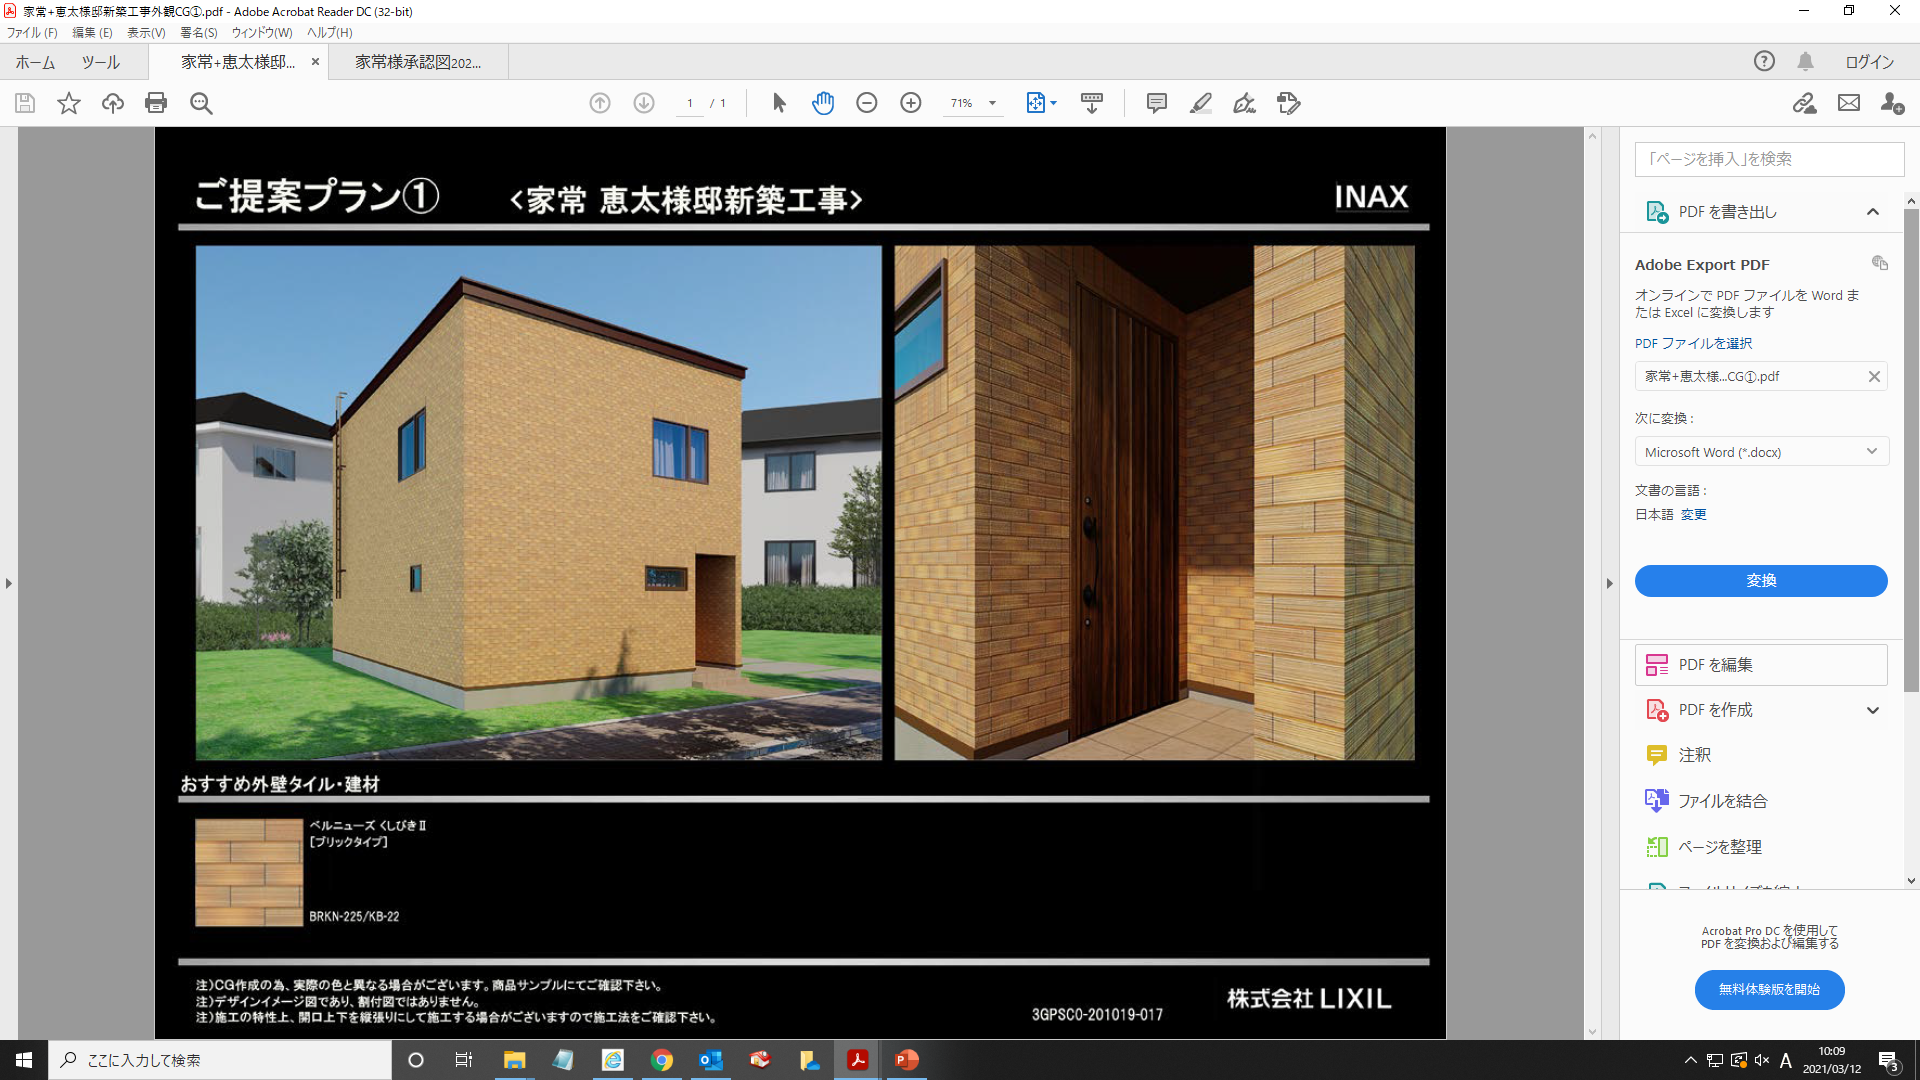 家常+恵太様邸新築工事外観CG①.pdf - Adobe Acrobat Reader DC (32-bit)
ファイル(F) 編集(E) 表示(V) 署名(S) ウィンドウ(W) ヘルプ(H)
ホーム ツール 家常+恵太様邸... × 家常様承認図202... ログイン
1 / 1 71%
ご提案プラン① <家常 恵太様邸新築工事> INAX
おすすめ外壁タイル・建材
ベルニューズ くしびきⅡ
[ブリックタイプ]
BRKN-225/KB-22
注)CG作成の為、実際の色と異なる場合がございます。商品サンプルにてご確認下さい。
注)デザインイメージ図であり、割付図ではありません。
注)施工の特性上、開口上下を縦張りにして施工する場合がございますので施工法をご確認下さい。
3GPSC0-201019-017
株式会社 LIXIL
「ページを挿入」を検索
PDF を書き出し
Adobe Export PDF
オンラインで PDF ファイルを Word ま
たは Excel に変換します
PDF ファイルを選択
家常+恵太様...CG①.pdf
次に変換 :
Microsoft Word (*.docx)
文書の言語 :
日本語 変更
変換
PDF を編集
PDF を作成
注釈
ファイルを結合
ページを整理
Acrobat Pro DC を使用して
PDF を変換および編集する
無料体験版を開始
ここに入力して検索
A
10:09
2021/03/12
3